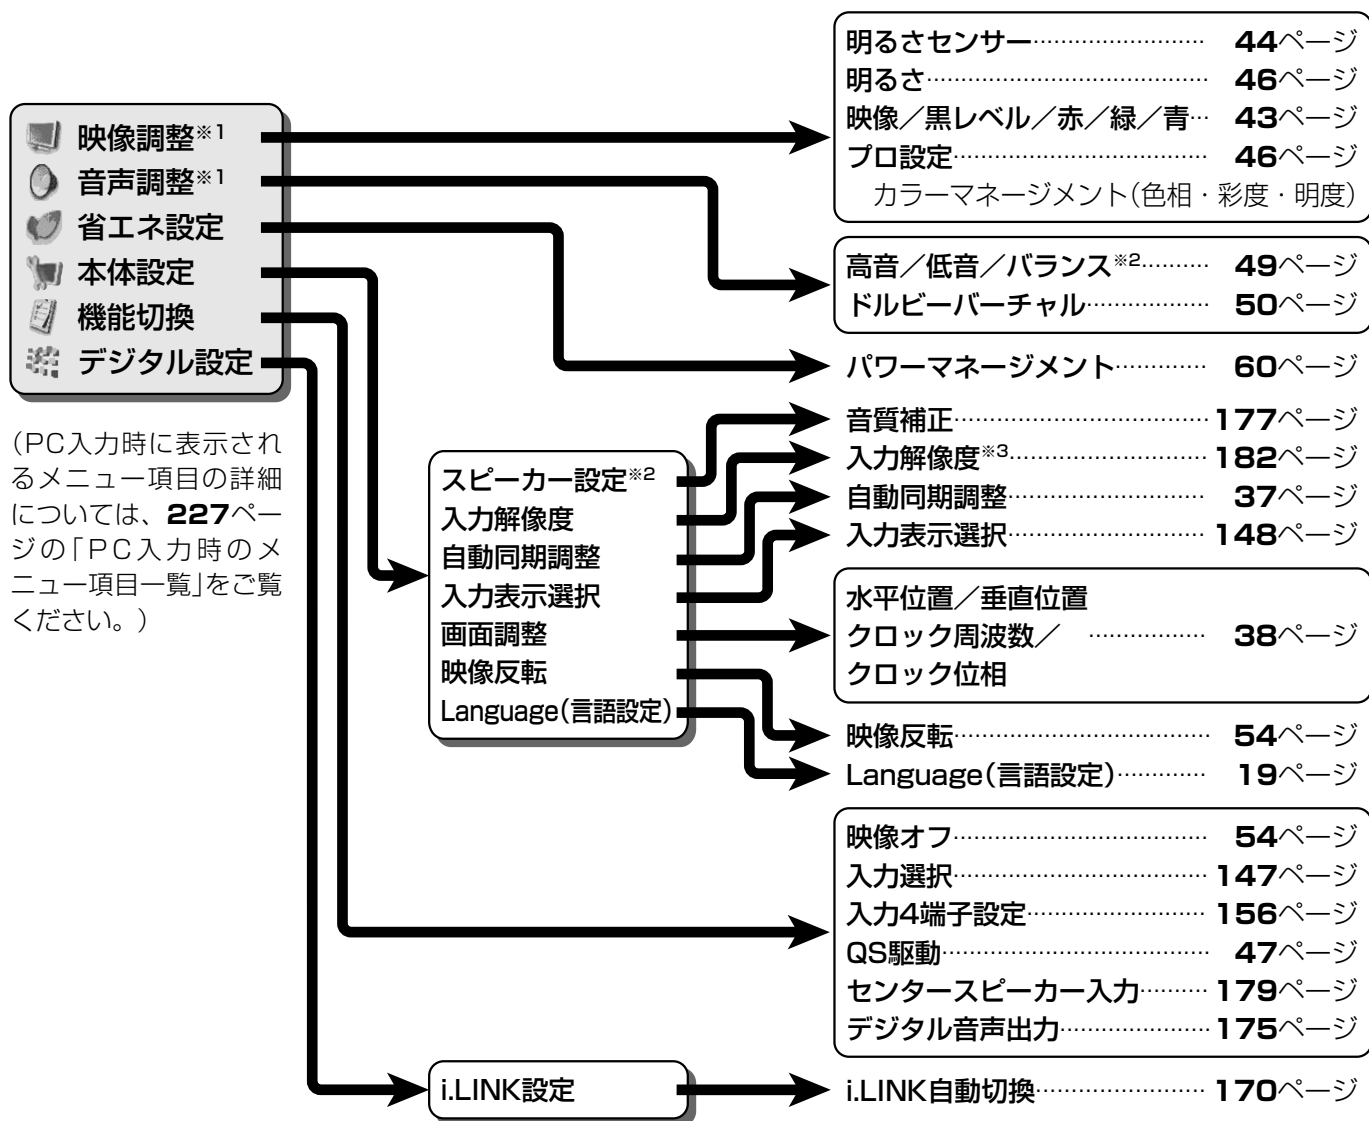 映像調整※1
音声調整※1
省エネ設定
本体設定
機能切換
デジタル設定
(PC入力時に表示され
るメニュー項目の詳細
については、227ペー
ジの「PC入力時のメ
ニュー項目一覧」をご覧
ください。)
スピーカー設定※2
入力解像度
自動同期調整
入力表示選択
画面調整
映像反転
Language(言語設定)
i.LINK設定
明るさセンサー························ 44ページ
明るさ········································ 46ページ
映像／黒レベル／赤／緑／青··· 43ページ
プロ設定···································· 46ページ
カラーマネージメント(色相・彩度・明度)
高音／低音／バランス※2·········· 49ページ
ドルビーバーチャル·················· 50ページ
パワーマネージメント············· 60ページ
音質補正····································177ページ
入力解像度※3····························182ページ
自動同期調整···························· 37ページ
入力表示選択····························148ページ
水平位置／垂直位置
クロック周波数／ ················· 38ページ
クロック位相
映像反転···································· 54ページ
Language(言語設定)············· 19ページ
映像オフ···································· 54ページ
入力選択····································147ページ
入力4端子設定·························156ページ
QS駆動······································ 47ページ
センタースピーカー入力··········179ページ
デジタル音声出力·····················175ページ
i.LINK自動切換························170ページ